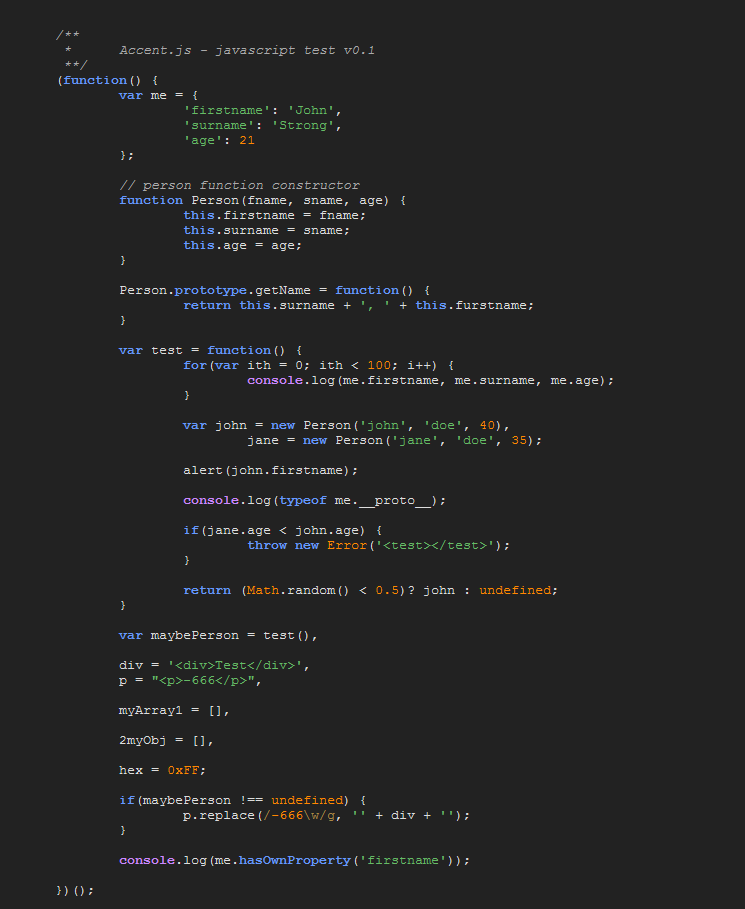 /**
 *      Accent.js - javascript test v0.1
 **/
(function() {
        var me = {
                'firstname': 'John',
                'surname': 'Strong',
                'age': 21
        };
        // person function constructor
        function Person(fname, sname, age) {
                this.firstname = fname;
                this.surname = sname;
                this.age = age;
        }
        Person.prototype.getName = function() {
                return this.surname + ', ' + this.furstname;
        }
        var test = function() {
                for(var ith = 0; ith < 100; i++) {
                        console.log(me.firstname, me.surname, me.age);
                }
                var john = new Person('john', 'doe', 40),
                        jane = new Person('jane', 'doe', 35);
                alert(john.firstname);
                console.log(typeof me.__proto__);
                if(jane.age < john.age) {
                        throw new Error('<test></test>');
                }
                return (Math.random() < 0.5)? john : undefined;
        }
        var maybePerson = test(),
        div = '<div>Test</div>',
        p = "<p>-666</p>",
        myArray1 = [],
        2myObj = [],
        hex = 0xFF;
        if(maybePerson !== undefined) {
                p.replace(/-666\w/g, '' + div + '');
        }
        console.log(me.hasOwnProperty('firstname'));
})();